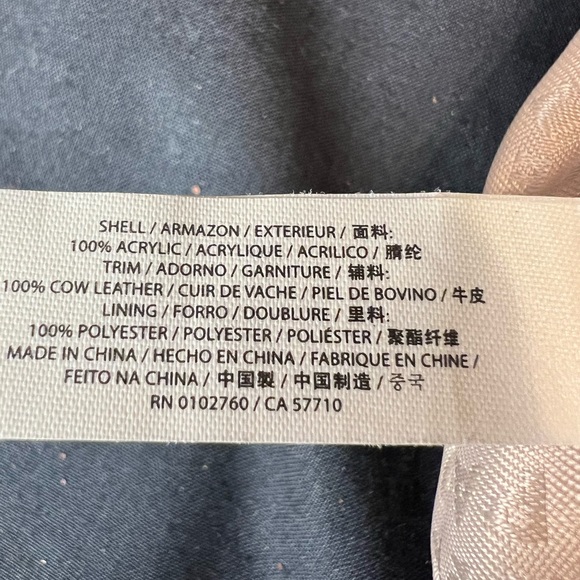 SHELL / ARMAZON / EXTERIEUR / 面料:
100% ACRYLIC / ACRYLIQUE / ACRILICO / 腈纶
TRIM / ADORNO / GARNITURE / 辅料:
100% COW LEATHER / CUIR DE VACHE / PIEL DE BOVINO / 牛皮
LINING / FORRO / DOUBLURE / 里料:
100% POLYESTER / POLYESTER / POLIÉSTER / 聚酯纤维
MADE IN CHINA / HECHO EN CHINA / FABRIQUE EN CHINE /
FEITO NA CHINA / 中国製 / 中国制造 / 중국
RN 0102760 / CA 57710